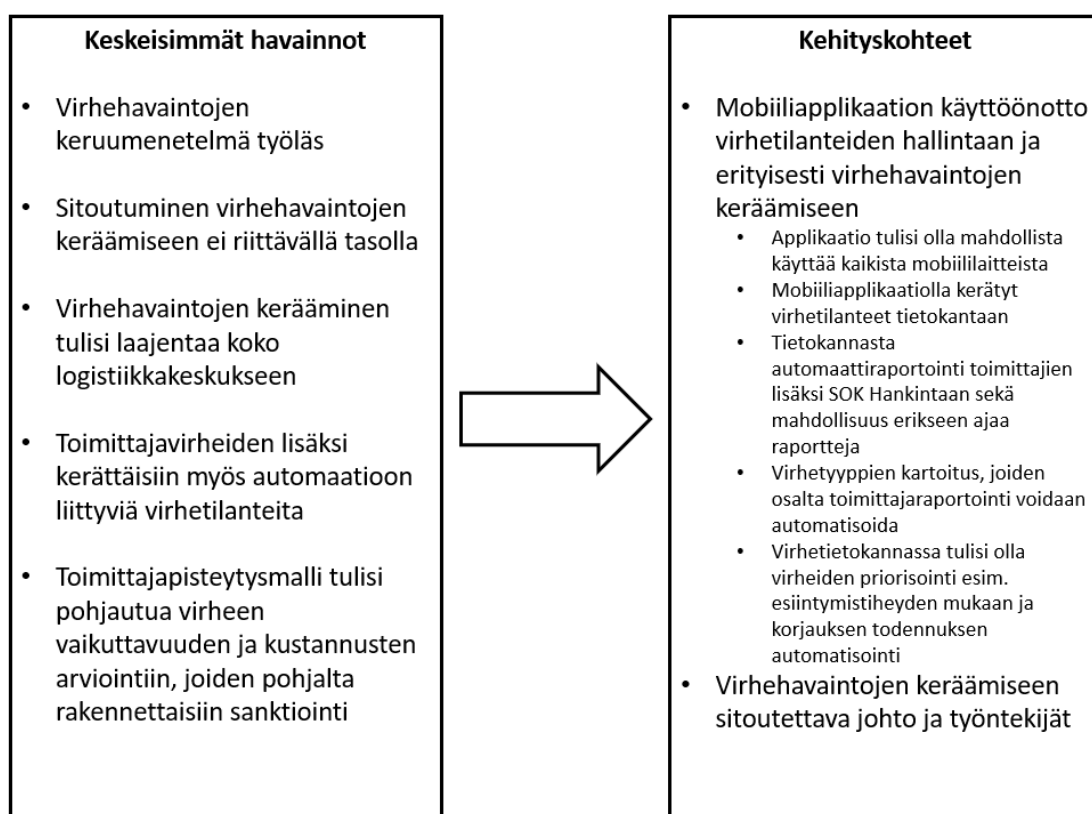 Keskeisimmät havainnot
• Virhehavaintojen
keruumenetelmä työläs
• Sitoutuminen virhehavaintojen
keräämiseen ei riittävällä tasolla
• Virhehavaintojen kerääminen
tulisi laajentaa koko
logistiikkakeskukseen
• Toimittajavirheiden lisäksi
kerättäisiin myös automaatioon
liittyviä virhetilanteita
• Toimittajapisteytysmalli tulisi
pohjautua virheen
vaikuttavuuden ja kustannusten
arviointiin, joiden pohjalta
rakennettaisiin sanktiointi
Kehityskohteet
• Mobiiliapplikaation käyttöönotto
virhetilanteiden hallintaan ja
erityisesti virhehavaintojen
keräämiseen
• Applikaatio tulisi olla mahdollista
käyttää kaikista mobiililaitteista
• Mobiiliapplikaatiolla kerätyt
virhetilanteet tietokantaan
• Tietokannasta
automaattiraportointi toimittajien
lisäksi SOK Hankintaan sekä
mahdollisuus erikseen ajaa
raportteja
• Virhetyyppien kartoitus, joiden
osalta toimittajaraportointi voidaan
automatisoida
• Virhetietokannassa tulisi olla
virheiden priorisointi esim.
esiintymistiheyden mukaan ja
korjauksen todennuksen
automatisointi
• Virhehavaintojen keräämiseen
sitoutettava johto ja työntekijät